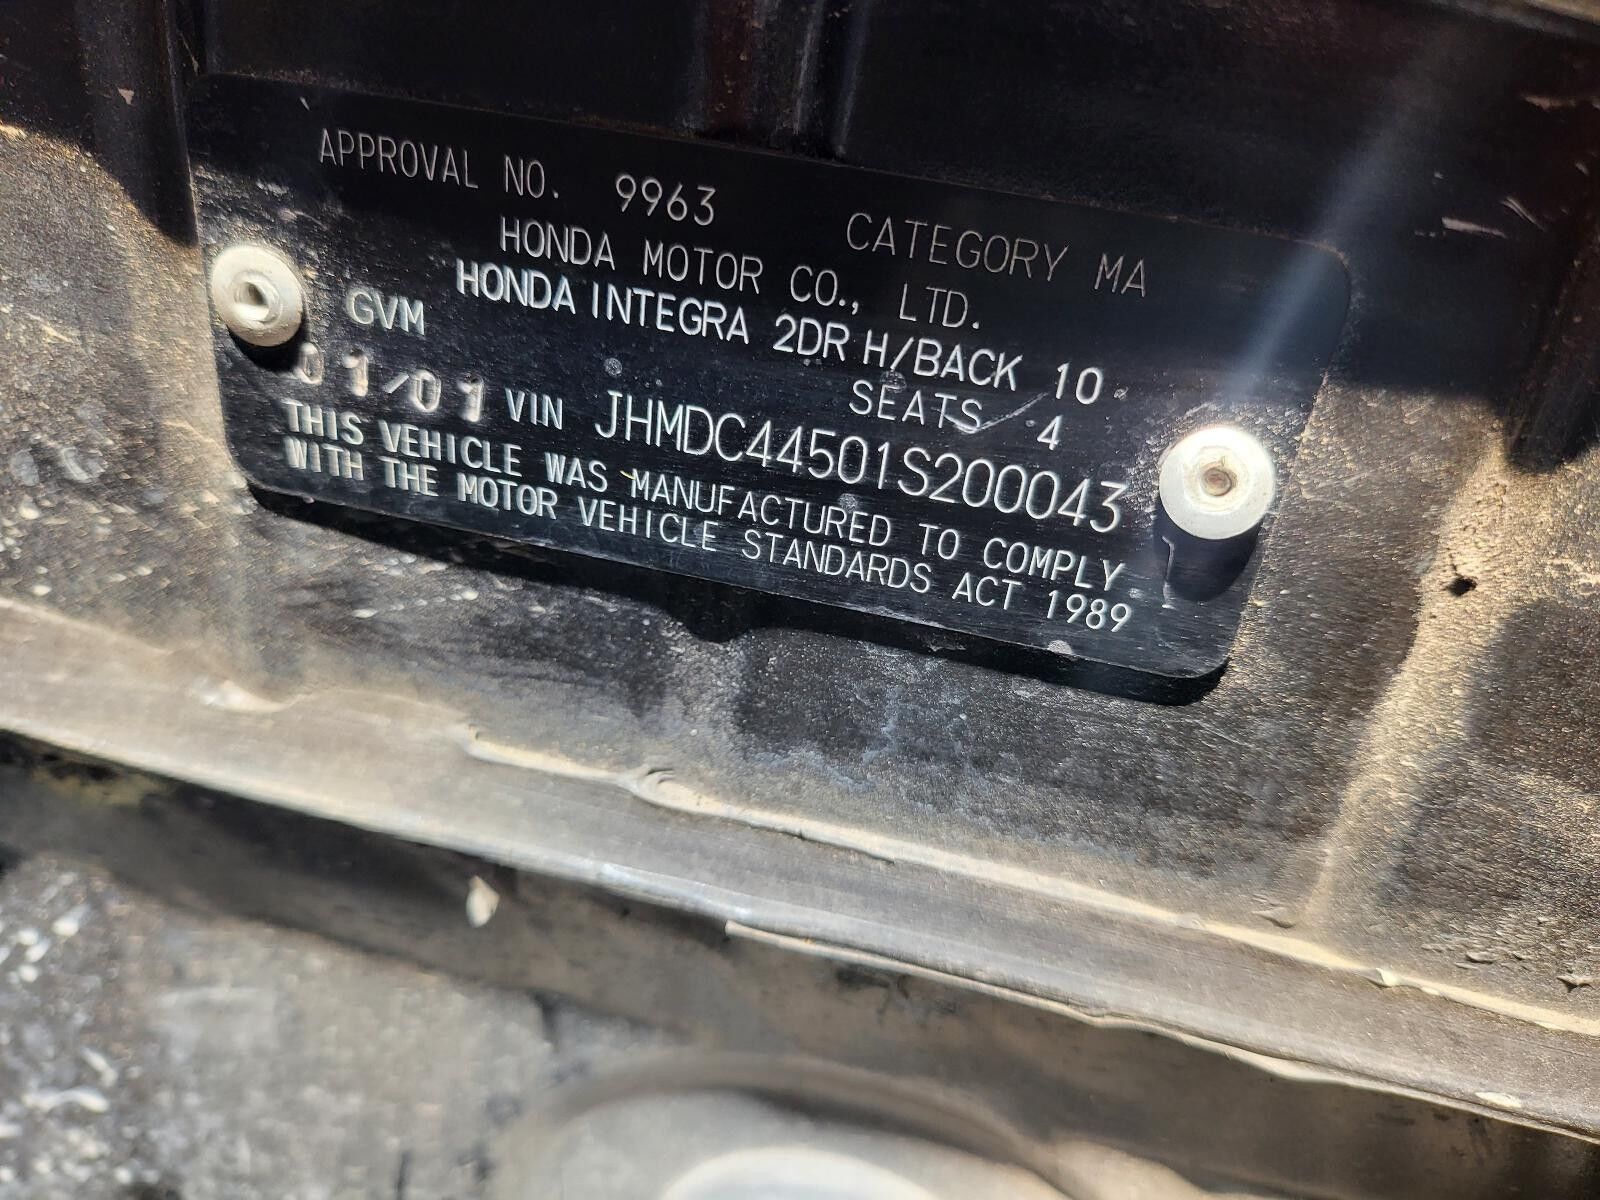 APPROVAL NO. 9963 CATEGORY MA
HONDA MOTOR CO., LTD.
HONDA INTEGRA 2DR H/BACK 10
GVM SEATS 4
01/01 VIN JHMDC44501S200043
THIS VEHICLE WAS MANUFACTURED TO COMPLY
WITH THE MOTOR VEHICLE STANDARDS ACT 1989